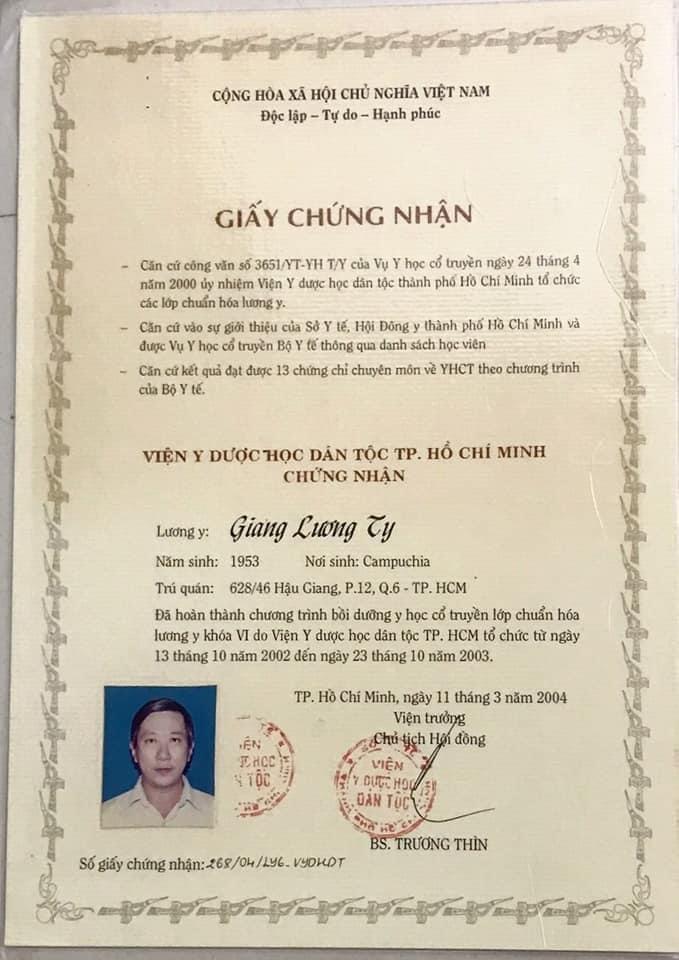 CỘNG HÒA XÃ HỘI CHỦ NGHĨA VIỆT NAM
Độc lập – Tự do – Hạnh phúc
GIẤY CHỨNG NHẬN
– Căn cứ công văn số 3651/YT-YH T/Y của Vụ Y học cổ truyền ngày 24 tháng 4
năm 2000 ủy nhiệm Viện Y dược học dân tộc thành phố Hồ Chí Minh tổ chức
các lớp chuẩn hóa lương y.
– Căn cứ vào sự giới thiệu của Sở Y tế, Hội Đông y thành phố Hồ Chí Minh và
được Vụ Y học cổ truyền Bộ Y tế thông qua danh sách học viên
– Căn cứ kết quả đạt được 13 chứng chỉ chuyên môn về YHCT theo chương trình
của Bộ Y tế.
VIỆN Y DƯỢC HỌC DÂN TỘC TP. HỒ CHÍ MINH
CHỨNG NHẬN
Lương y: Giang Lương Ty
Năm sinh: 1953 Nơi sinh: Campuchia
Trú quán: 628/46 Hậu Giang, P.12, Q.6 - TP. HCM
Đã hoàn thành chương trình bồi dưỡng y học cổ truyền lớp chuẩn hóa
lương y khóa VI do Viện Y dược học dân tộc TP. HCM tổ chức từ ngày
13 tháng 10 năm 2002 đến ngày 23 tháng 10 năm 2003.
TP. Hồ Chí Minh, ngày 11 tháng 3 năm 2004
Viện trưởng
Chủ tịch Hội đồng
VIỆN
Y DƯỢC HỌC
DÂN TỘC
BS. TRƯƠNG THÌN
Số giấy chứng nhận: 268/04/LY6-VYDHDT